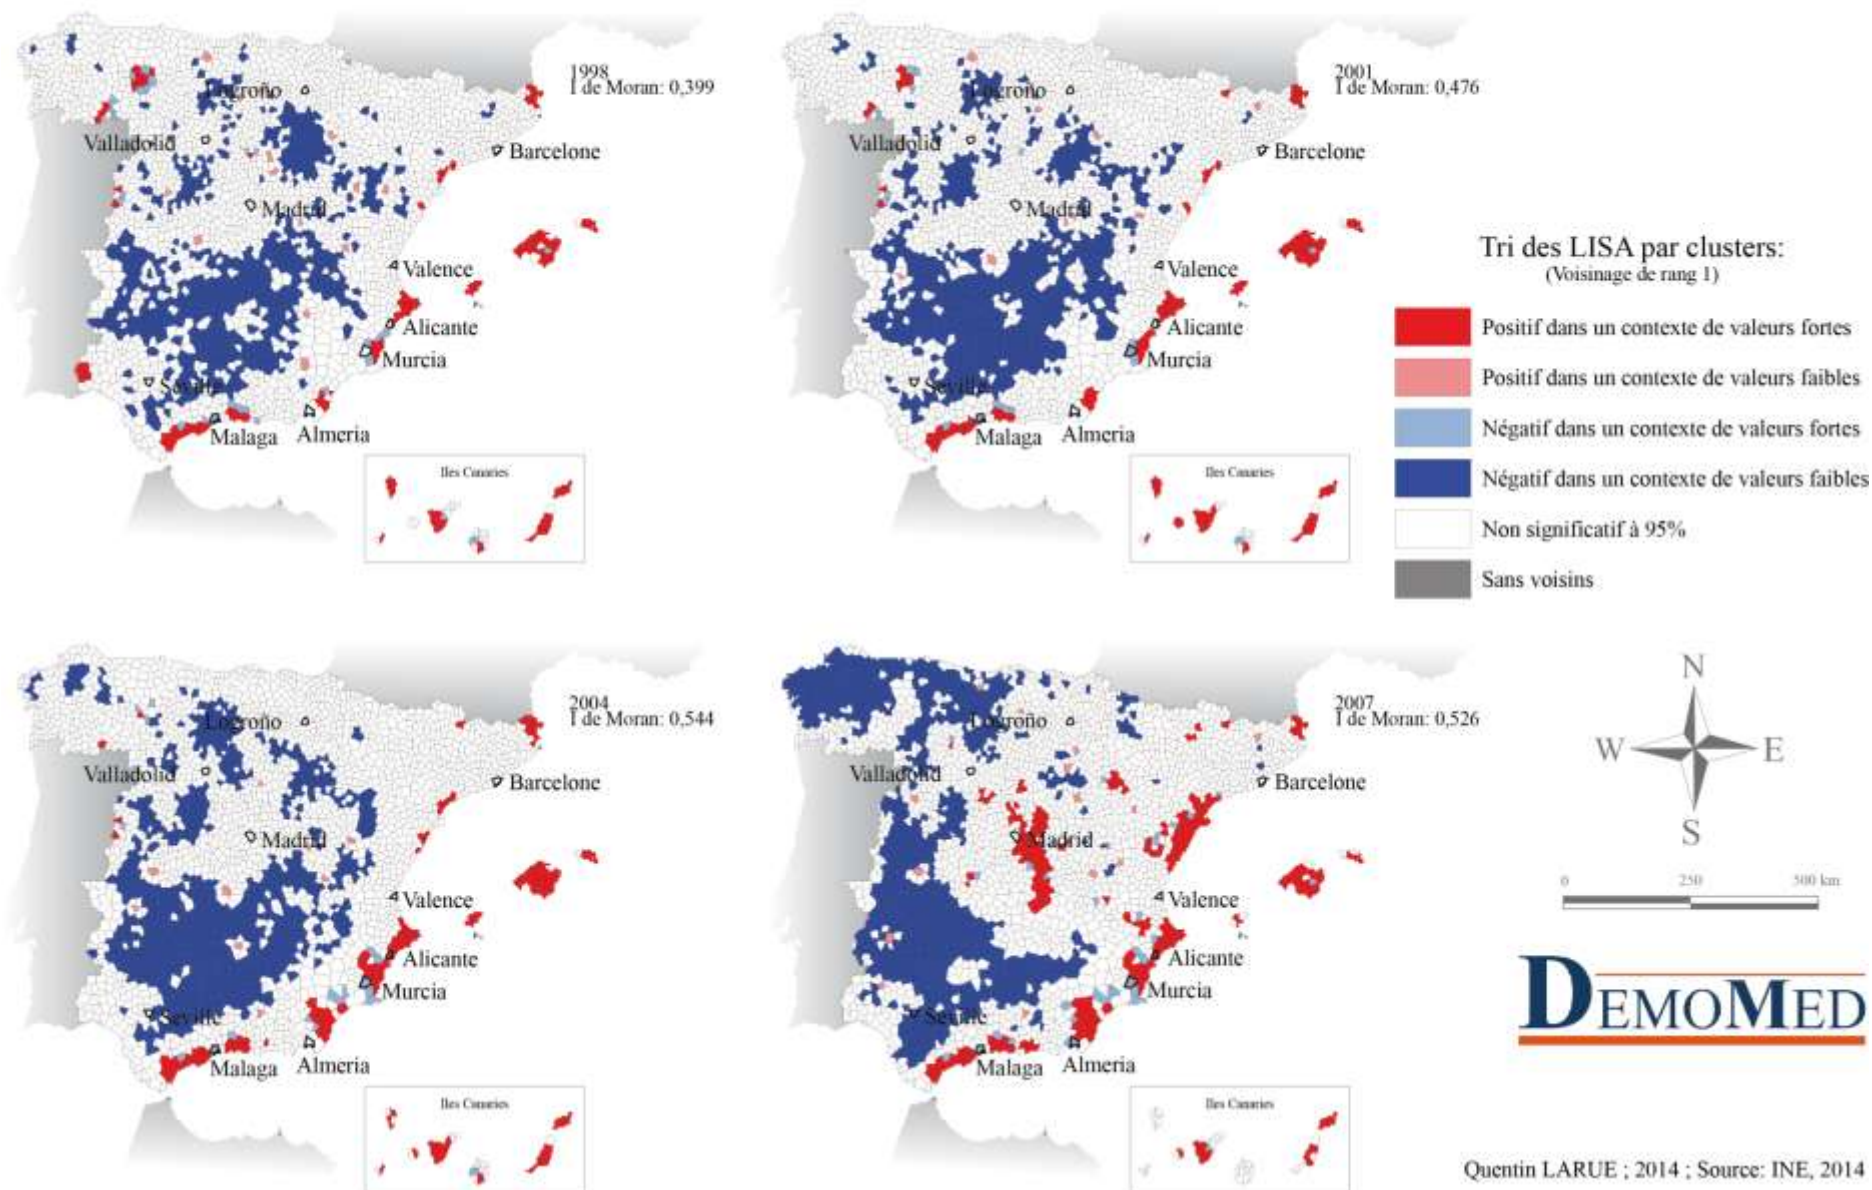 1998
I de Moran: 0,399
Logroño
Valladolid
Barcelone
Madrid
Valence
Alicante
Murcia
Seville
Malaga
Almeria
Iles Canaries
2001
I de Moran: 0,476
Logroño
Valladolid
Barcelone
Madrid
Valence
Alicante
Murcia
Seville
Malaga
Almeria
Iles Canaries
Tri des LISA par clusters:
(Voisinage de rang 1)
Positif dans un contexte de valeurs fortes
Positif dans un contexte de valeurs faibles
Négatif dans un contexte de valeurs fortes
Négatif dans un contexte de valeurs faibles
Non significatif à 95%
Sans voisins
2004
I de Moran: 0,544
Logroño
Valladolid
Barcelone
Madrid
Valence
Alicante
Murcia
Seville
Malaga
Almeria
Iles Canaries
2007
I de Moran: 0,526
Logroño
Valladolid
Barcelone
Madrid
Valence
Alicante
Murcia
Seville
Malaga
Almeria
Iles Canaries
N
W E
S
0 250 500 km
DEMOMED
Quentin LARUE ; 2014 ; Source: INE, 2014